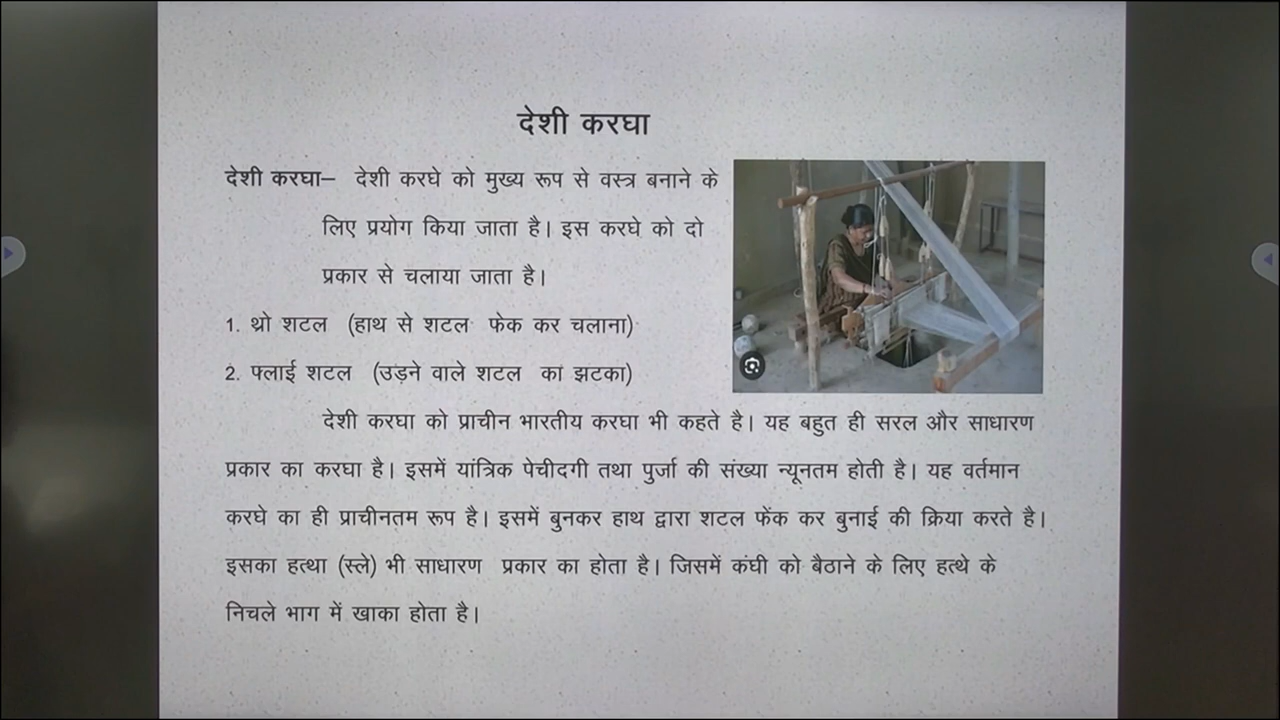 देशी करघा
देशी करघा– देशी करघे को मुख्य रूप से वस्त्र बनाने के
लिए प्रयोग किया जाता है। इस करघे को दो
प्रकार से चलाया जाता है।
1. थ्रो शटल (हाथ से शटल फेक कर चलाना)
2. फ्लाई शटल (उड़ने वाले शटल का झटका)
देशी करघा को प्राचीन भारतीय करघा भी कहते है। यह बहुत ही सरल और साधारण
प्रकार का करघा है। इसमें यांत्रिक पेचीदगी तथा पुर्जा की संख्या न्यूनतम होती है। यह वर्तमान
करघे का ही प्राचीनतम रूप है। इसमें बुनकर हाथ द्वारा शटल फेंक कर बुनाई की क्रिया करते है।
इसका हत्था (स्ले) भी साधारण प्रकार का होता है। जिसमें कंघी को बैठाने के लिए हत्थे के
निचले भाग में खाका होता है।